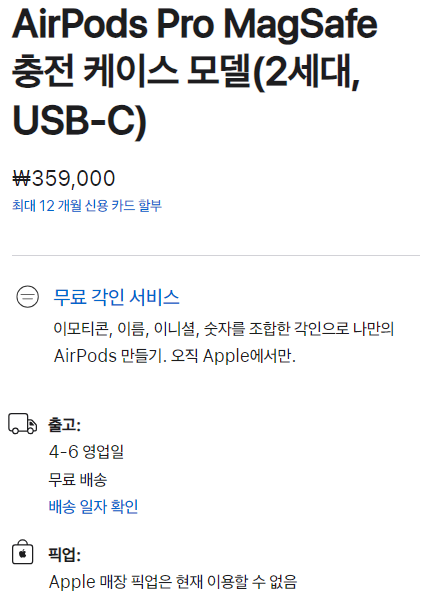 AirPods Pro MagSafe
충전 케이스 모델(2세대,
USB-C)
₩359,000
최대 12 개월 신용 카드 할부
무료 각인 서비스
이모티콘, 이름, 이니셜, 숫자를 조합한 각인으로 나만의
AirPods 만들기. 오직 Apple에서만.
출고:
4-6 영업일
무료 배송
배송 일자 확인
픽업:
Apple 매장 픽업은 현재 이용할 수 없음